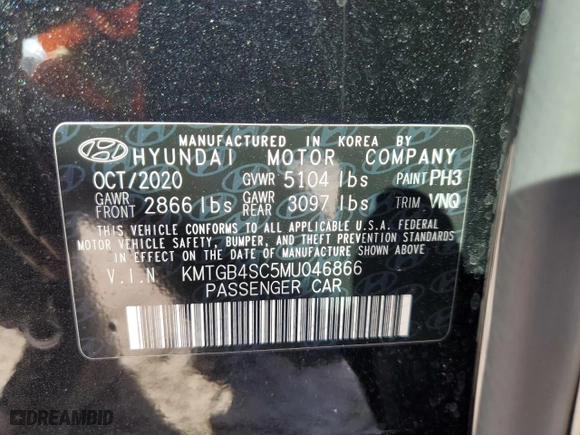 MANUFACTURED IN KOREA BY
HYUNDAI MOTOR COMPANY
OCT/2020 GVWR 5104 lbs PAINT PH3
GAWR FRONT 2866 lbs GAWR REAR 3097 lbs TRIM VNQ
THIS VEHICLE CONFORMS TO ALL APPLICABLE U.S.A. FEDERAL
MOTOR VEHICLE SAFETY, BUMPER, AND THEFT PREVENTION STANDARDS
IN EFFECT ON THE DATE OF MANUFACTURE SHOWN ABOVE.
V.I.N. KMTGB4SC5MU046866
PASSENGER CAR
DREAMBID